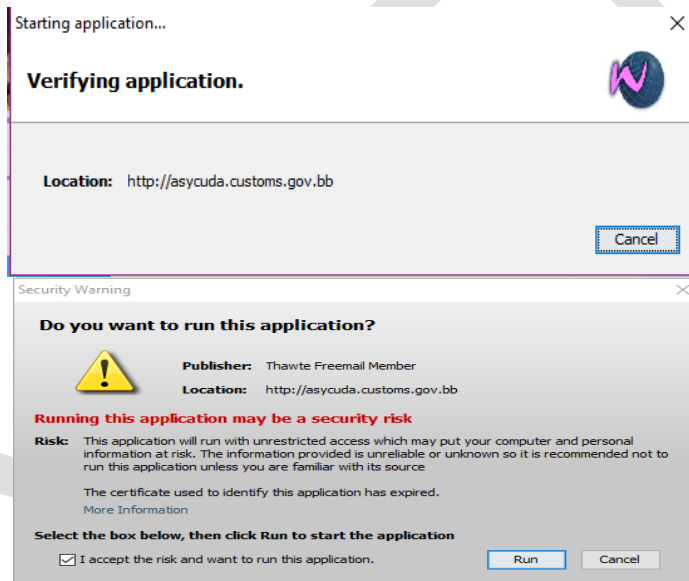 Starting application...
Verifying application.
Location: http://asycuda.customs.gov.bb
Cancel
Security Warning
Do you want to run this application?
Publisher: Thawte Freemail Member
Location: http://asycuda.customs.gov.bb
Running this application may be a security risk
Risk: This application will run with unrestricted access which may put your computer and personal
information at risk. The information provided is unreliable or unknown so it is recommended not to
run this application unless you are familiar with its source
The certificate used to identify this application has expired.
More Information
Select the box below, then click Run to start the application
I accept the risk and want to run this application.
Run Cancel